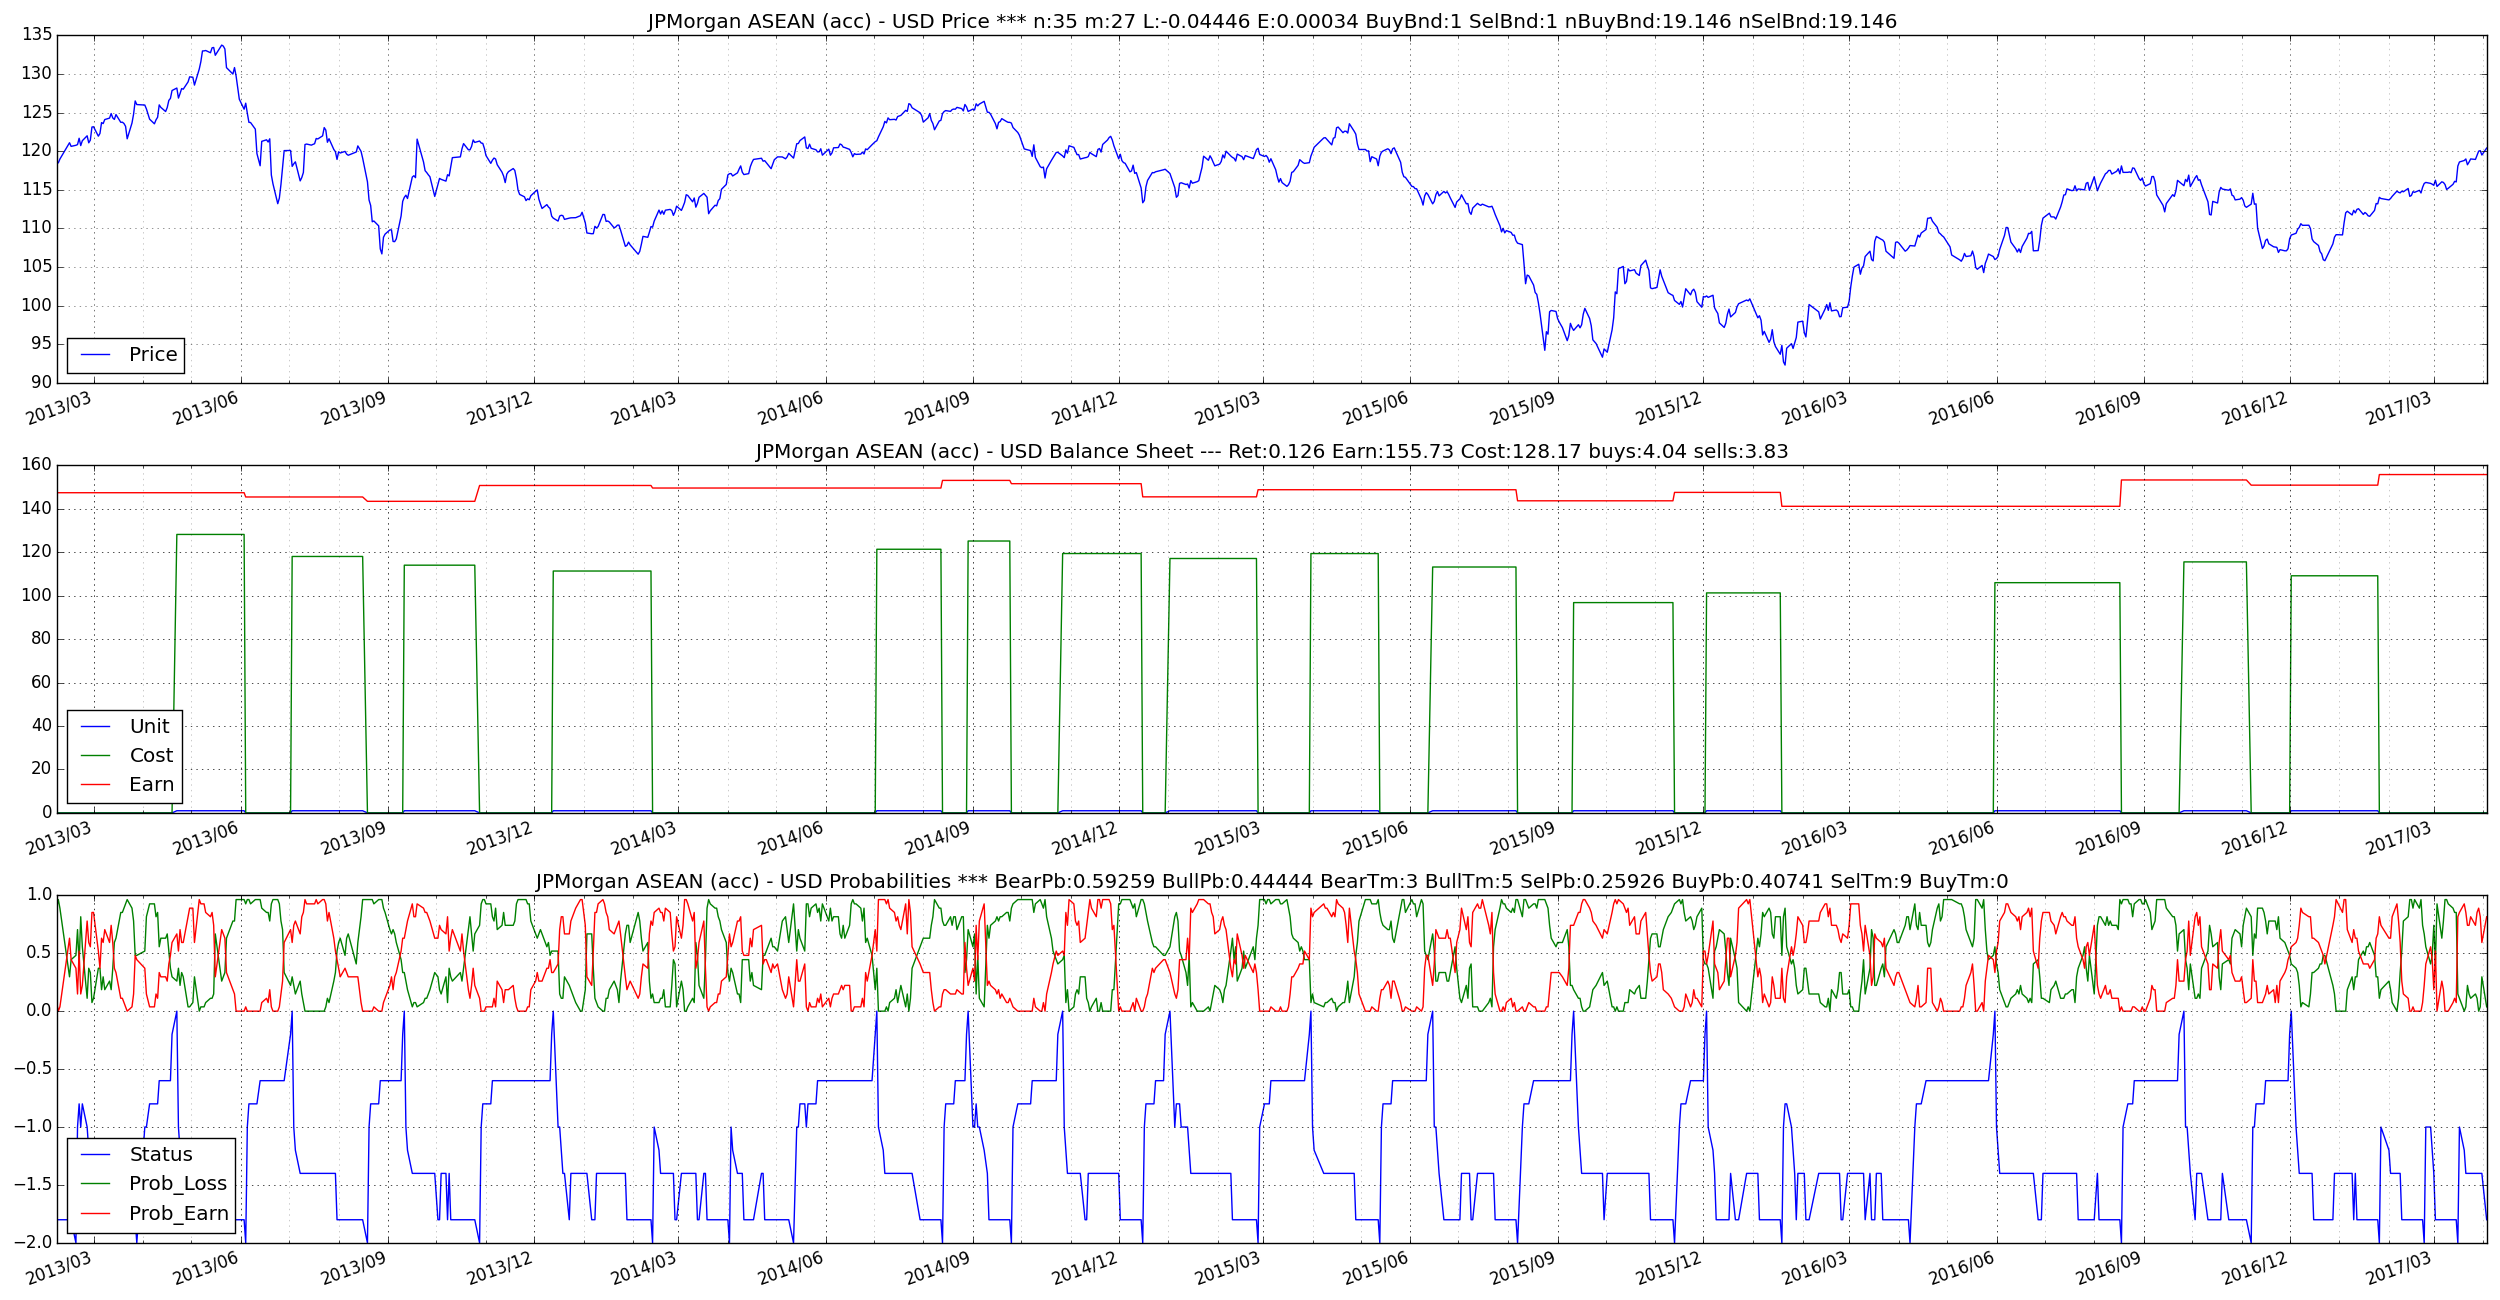 JPMorgan ASEAN (acc) - USD Price *** n:35 m:27 L:-0.04446 E:0.00034 BuyBnd:1 SelBnd:1 nBuyBnd:19.146 nSelBnd:19.146
135
130
125
120
115
110
105
100
95
90
Price
2013/03 2013/06 2013/09 2013/12 2014/03 2014/06 2014/09 2014/12 2015/03 2015/06 2015/09 2015/12 2016/03 2016/06 2016/09 2016/12 2017/03
JPMorgan ASEAN (acc) - USD Balance Sheet --- Ret:0.126 Earn:155.73 Cost:128.17 buys:4.04 sells:3.83
160
140
120
100
80
60
40
20
0
Unit
Cost
Earn
2013/03 2013/06 2013/09 2013/12 2014/03 2014/06 2014/09 2014/12 2015/03 2015/06 2015/09 2015/12 2016/03 2016/06 2016/09 2016/12 2017/03
JPMorgan ASEAN (acc) - USD Probabilities *** BearPb:0.59259 BullPb:0.44444 BearTm:3 BullTm:5 SelPb:0.25926 BuyPb:0.40741 SelTm:9 BuyTm:0
1.0
0.5
0.0
−0.5
−1.0
−1.5
−2.0
Status
Prob_Loss
Prob_Earn
2013/03 2013/06 2013/09 2013/12 2014/03 2014/06 2014/09 2014/12 2015/03 2015/06 2015/09 2015/12 2016/03 2016/06 2016/09 2016/12 2017/03